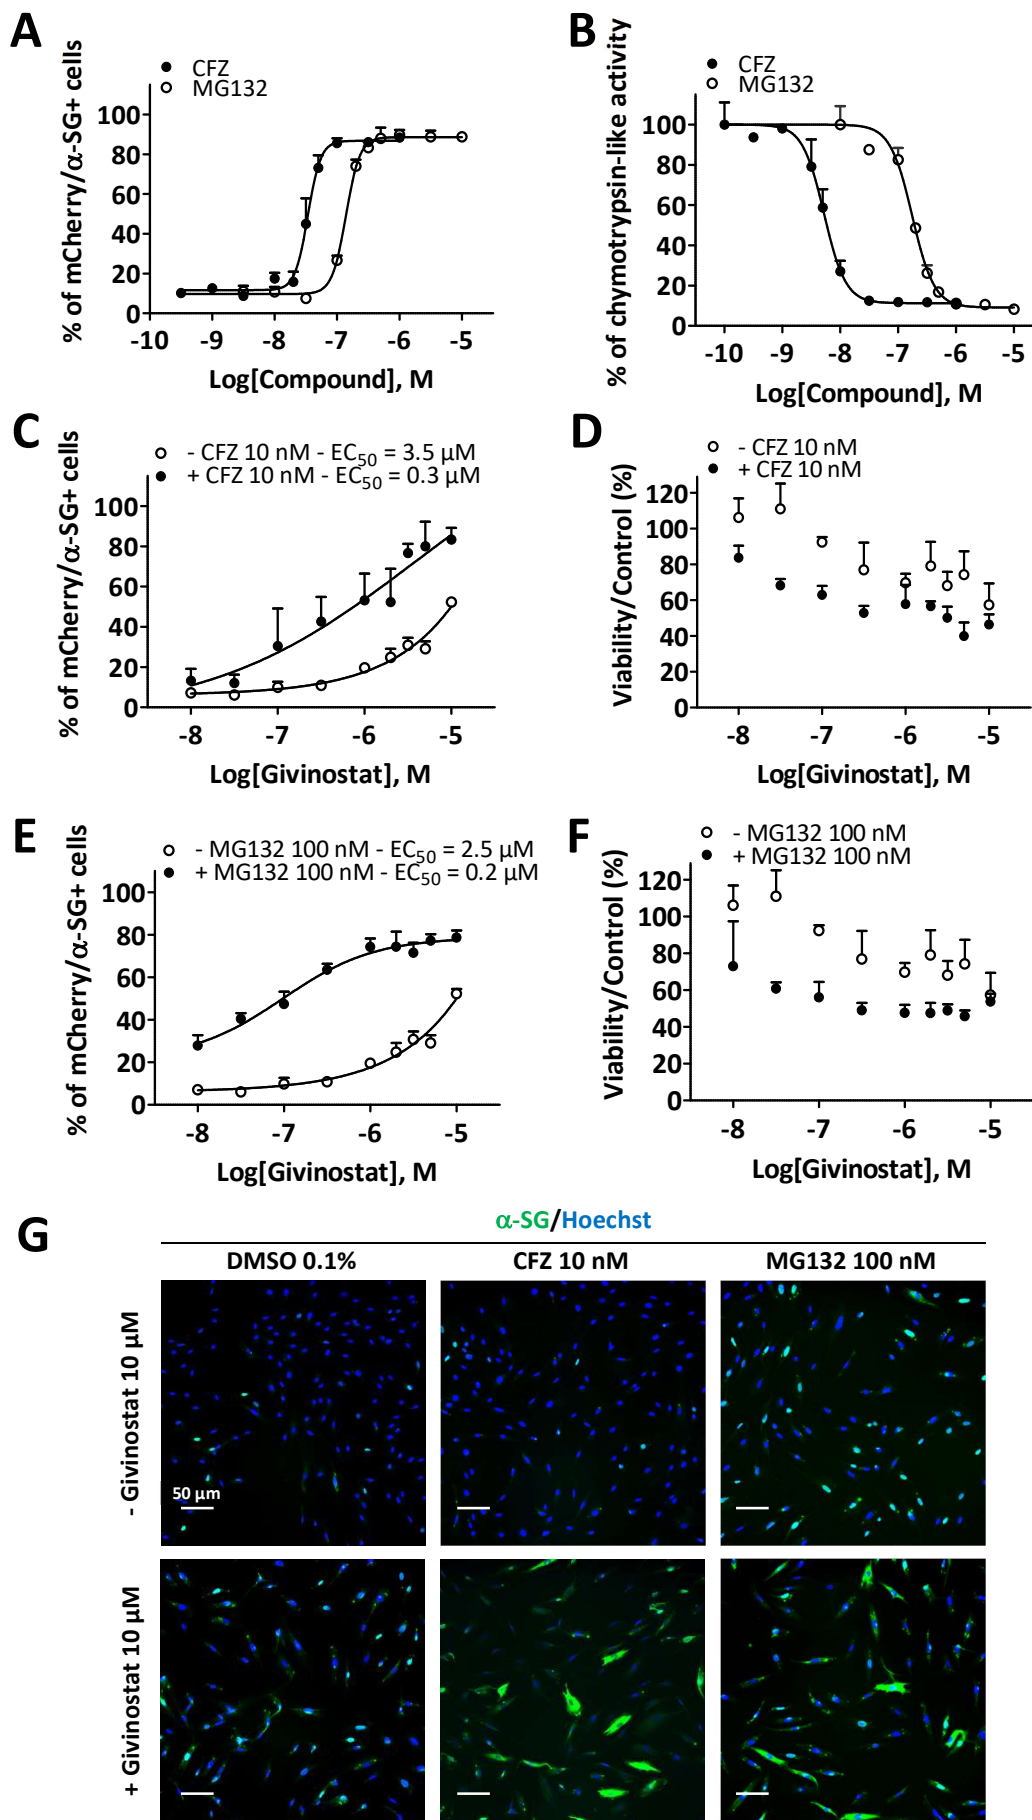 A
CFZ
MG132
% of mCherry/α-SG+ cells
100
80
60
40
20
0
-10 -9 -8 -7 -6 -5
Log[Compound], M
B
CFZ
MG132
% of chymotrypsin-like activity
100
80
60
40
20
0
-10 -9 -8 -7 -6 -5
Log[Compound], M
C
- CFZ 10 nM - EC50 = 3.5 µM
+ CFZ 10 nM - EC50 = 0.3 µM
% of mCherry/α-SG+ cells
100
80
60
40
20
0
-8 -7 -6 -5
Log[Givinostat], M
D
- CFZ 10 nM
+ CFZ 10 nM
Viability/Control (%)
120
100
80
60
40
20
0
-8 -7 -6 -5
Log[Givinostat], M
E
- MG132 100 nM - EC50 = 2.5 µM
+ MG132 100 nM - EC50 = 0.2 µM
% of mCherry/α-SG+ cells
100
80
60
40
20
0
-8 -7 -6 -5
Log[Givinostat], M
F
- MG132 100 nM
+ MG132 100 nM
Viability/Control (%)
120
100
80
60
40
20
0
-8 -7 -6 -5
Log[Givinostat], M
G
α-SG/Hoechst
DMSO 0.1% CFZ 10 nM MG132 100 nM
- Givinostat 10 µM
50 µm
+ Givinostat 10 µM